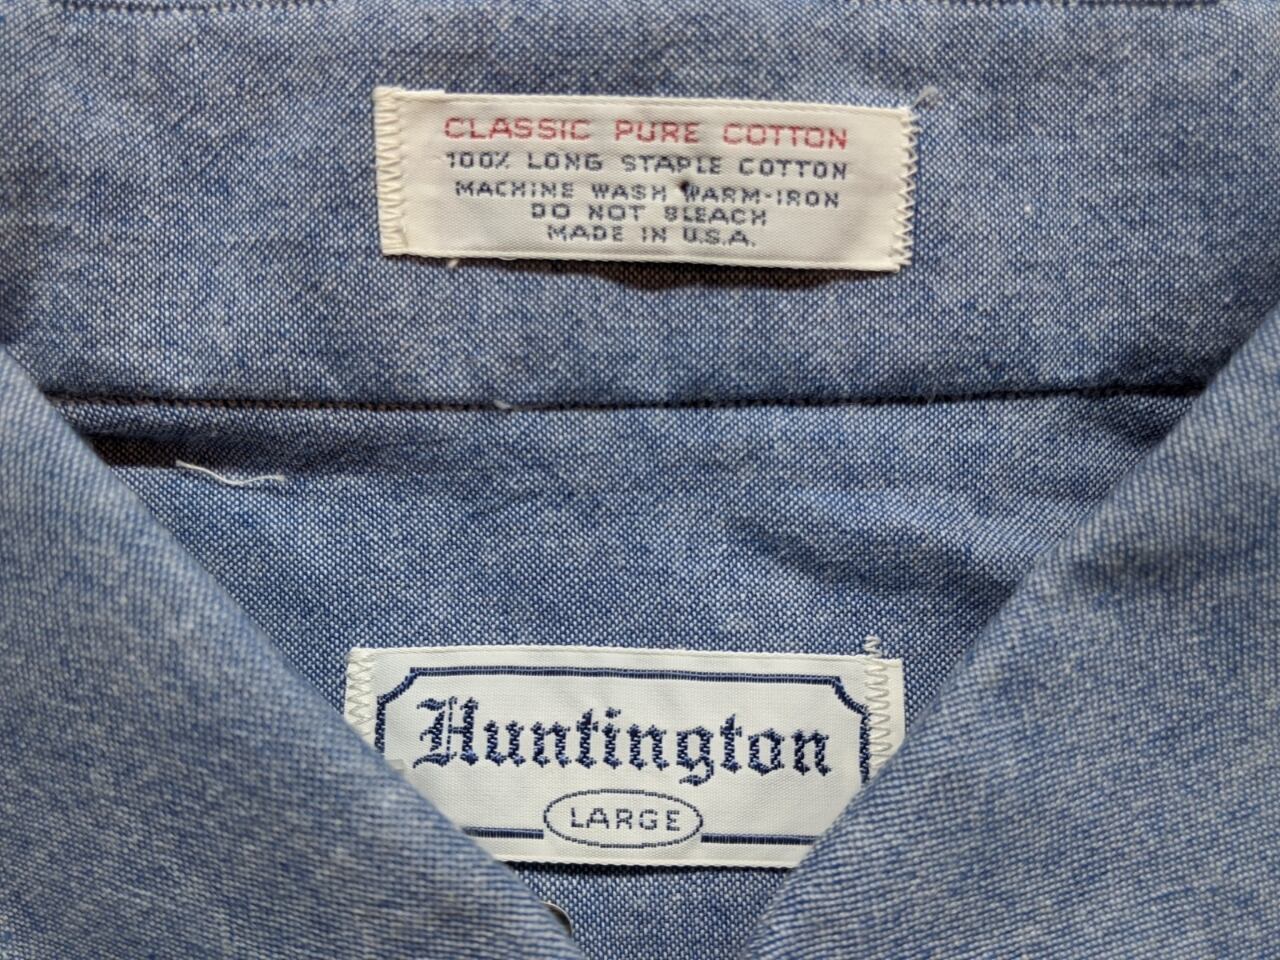 CLASSIC PURE COTTON
100% LONG STAPLE COTTON
MACHINE WASH WARM-IRON
DO NOT BLEACH
MADE IN U.S.A.
Huntington
LARGE